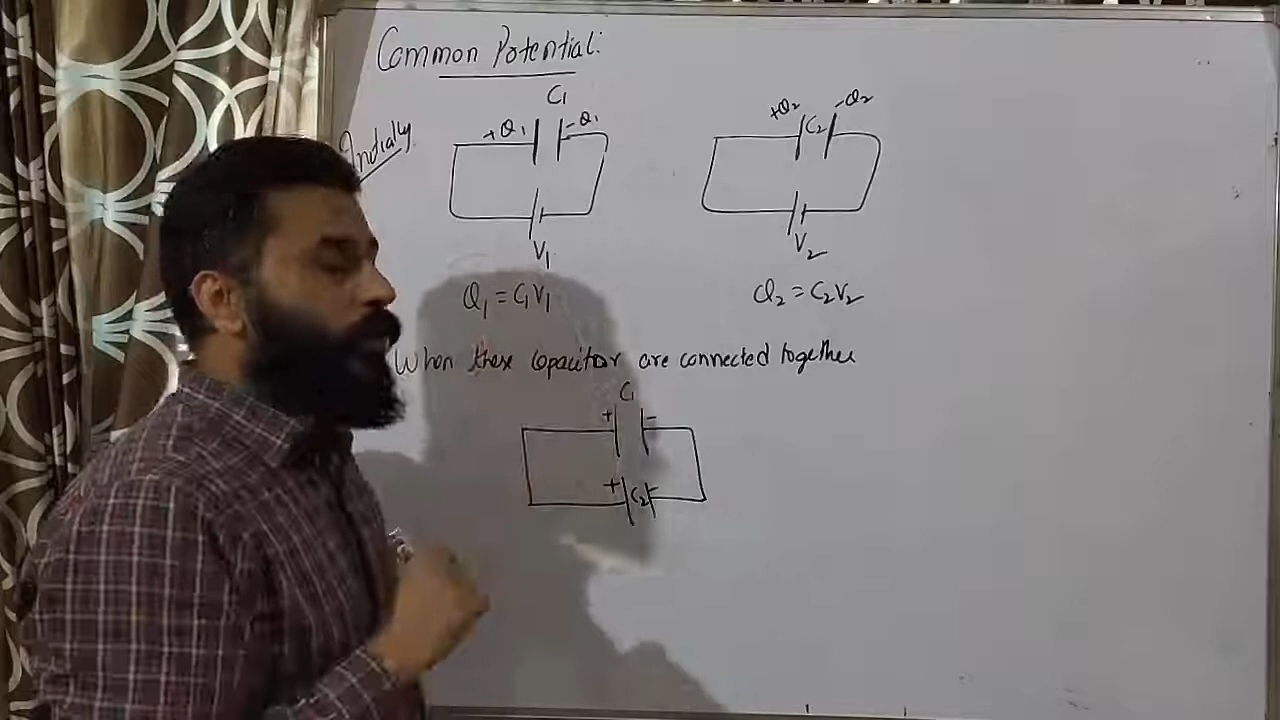 Common Potential:
Initially
C1
+Q1
-Q1
V1
Q1 = C1V1
+Q2
C2
-Q2
V2
Q2 = C2V2
When these capacitor are connected together
C1
+ -
+ C2 -